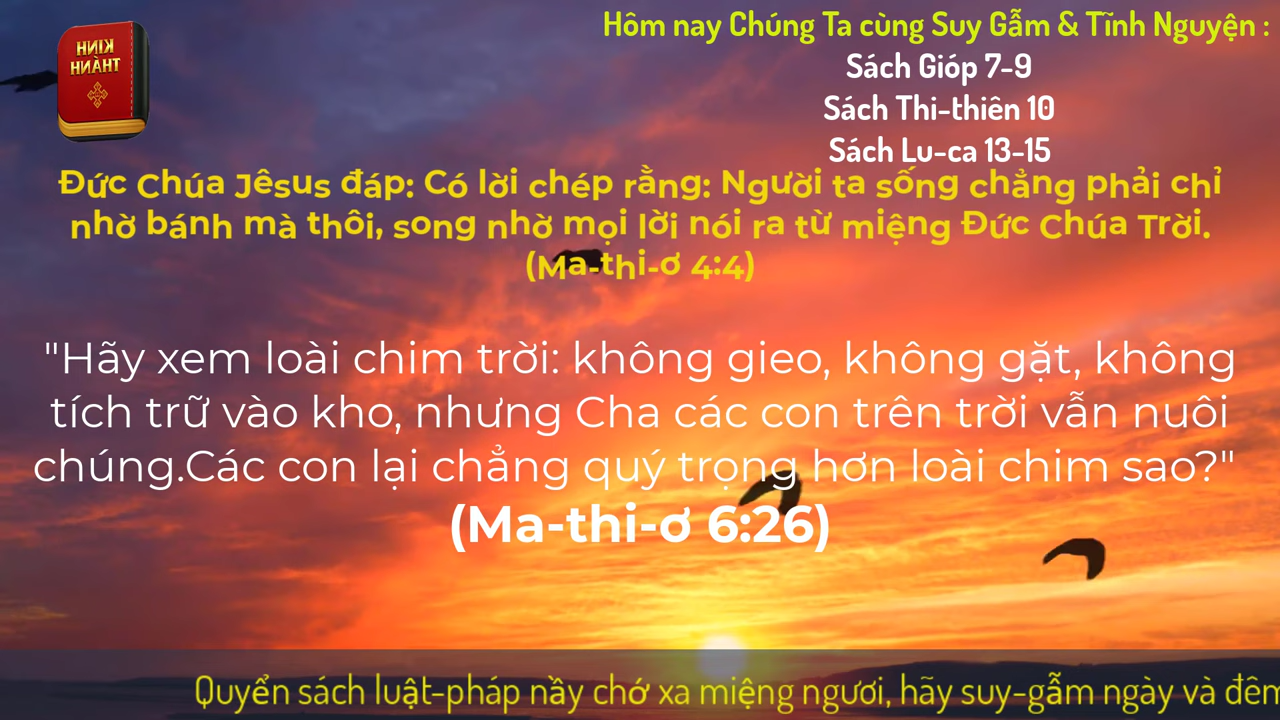 KINH
THÁNH
Hôm nay Chúng Ta cùng Suy Gẫm & Tĩnh Nguyện :
Sách Gióp 7-9
Sách Thi-thiên 10
Sách Lu-ca 13-15
Đức Chúa Jêsus đáp: Có lời chép rằng: Người ta sống chẳng phải chỉ
nhờ bánh mà thôi, song nhờ mọi lời nói ra từ miệng Đức Chúa Trời.
(Ma-thi-ơ 4:4)
"Hãy xem loài chim trời: không gieo, không gặt, không
tích trữ vào kho, nhưng Cha các con trên trời vẫn nuôi
chúng.Các con lại chẳng quý trọng hơn loài chim sao?"
(Ma-thi-ơ 6:26)
Quyển sách luật-pháp nầy chớ xa miệng ngươi, hãy suy-gẫm ngày và đêm